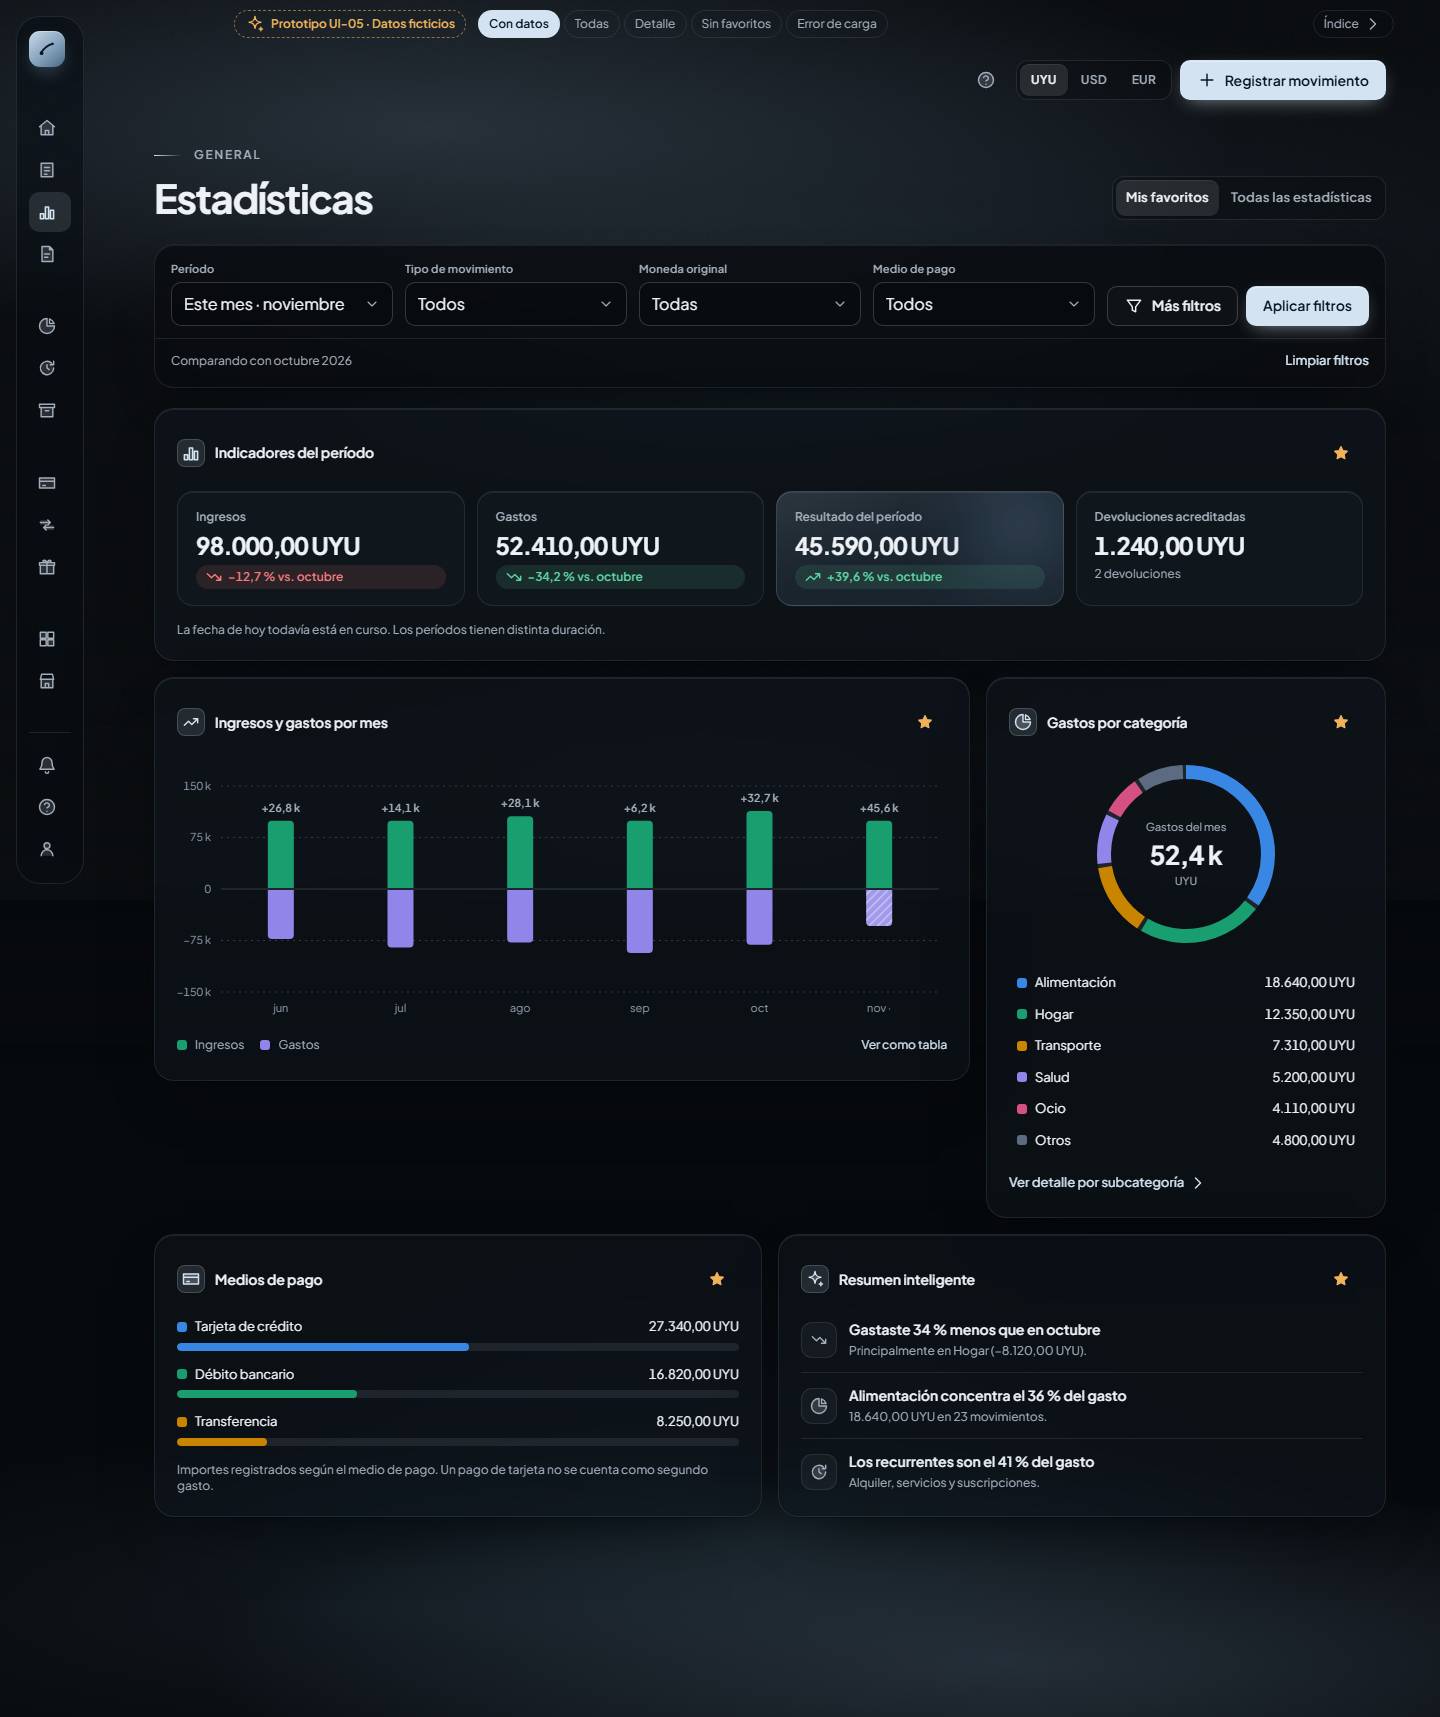 Prototipo UI-05 · Datos ficticios
Con datos
Todas
Detalle
Sin favoritos
Error de carga
Índice
UYU
USD
EUR
Registrar movimiento
GENERAL
Estadísticas
Mis favoritos
Todas las estadísticas
Período
Tipo de movimiento
Moneda original
Medio de pago
Este mes · noviembre
Todos
Todas
Todos
Más filtros
Aplicar filtros
Comparando con octubre 2026
Limpiar filtros
Indicadores del período
Ingresos
98.000,00 UYU
−12,7 % vs. octubre
Gastos
52.410,00 UYU
−34,2 % vs. octubre
Resultado del período
45.590,00 UYU
+39,6 % vs. octubre
Devoluciones acreditadas
1.240,00 UYU
2 devoluciones
La fecha de hoy todavía está en curso. Los períodos tienen distinta duración.
Ingresos y gastos por mes
150 k
75 k
0
−75 k
−150 k
+26,8 k
+14,1 k
+28,1 k
+6,2 k
+32,7 k
+45,6 k
jun
jul
ago
sep
oct
nov ·
Ingresos
Gastos
Ver como tabla
Gastos por categoría
Gastos del mes
52,4 k
UYU
Alimentación 18.640,00 UYU
Hogar 12.350,00 UYU
Transporte 7.310,00 UYU
Salud 5.200,00 UYU
Ocio 4.110,00 UYU
Otros 4.800,00 UYU
Ver detalle por subcategoría
Medios de pago
Tarjeta de crédito 27.340,00 UYU
Débito bancario 16.820,00 UYU
Transferencia 8.250,00 UYU
Importes registrados según el medio de pago. Un pago de tarjeta no se cuenta como segundo
gasto.
Resumen inteligente
Gastaste 34 % menos que en octubre
Principalmente en Hogar (−8.120,00 UYU).
Alimentación concentra el 36 % del gasto
18.640,00 UYU en 23 movimientos.
Los recurrentes son el 41 % del gasto
Alquiler, servicios y suscripciones.